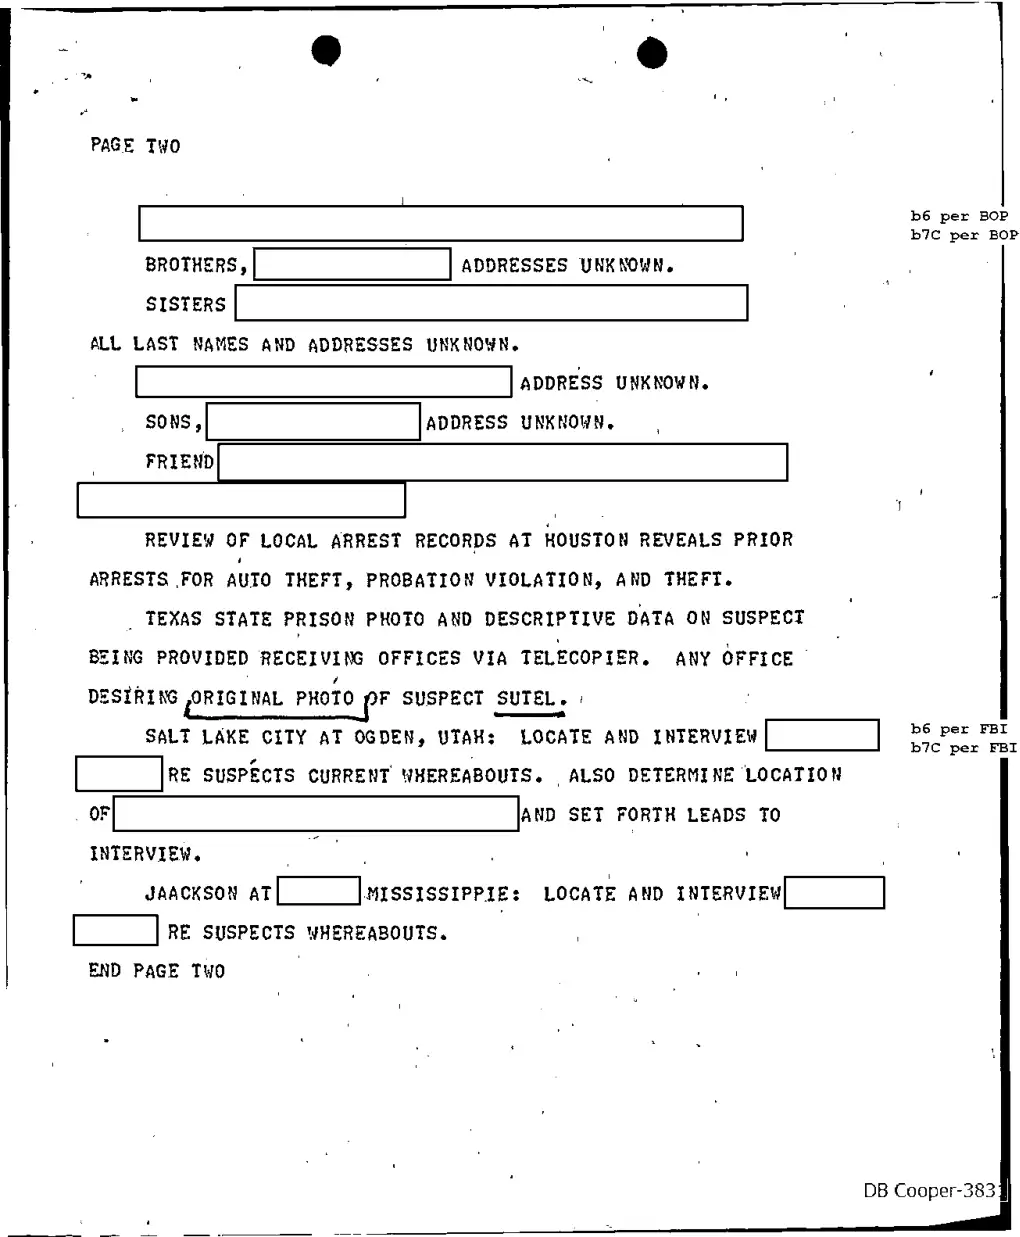 PAGE TWO
b6 per BOP
b7C per BOP
BROTHERS, ADDRESSES UNKNOWN.
SISTERS
ALL LAST NAMES AND ADDRESSES UNKNOWN.
ADDRESS UNKNOWN.
SONS, ADDRESS UNKNOWN.
FRIEND
REVIEW OF LOCAL ARREST RECORDS AT HOUSTON REVEALS PRIOR
ARRESTS FOR AUTO THEFT, PROBATION VIOLATION, AND THEFT.
TEXAS STATE PRISON PHOTO AND DESCRIPTIVE DATA ON SUSPECT
BEING PROVIDED RECEIVING OFFICES VIA TELECOPIER. ANY OFFICE
DESIRING ORIGINAL PHOTO OF SUSPECT SUTEL.
SALT LAKE CITY AT OGDEN, UTAH: LOCATE AND INTERVIEW
b6 per FBI
b7C per FBI
RE SUSPECTS CURRENT WHEREABOUTS. ALSO DETERMINE LOCATION
OF AND SET FORTH LEADS TO
INTERVIEW.
JAACKSON AT MISSISSIPPIE: LOCATE AND INTERVIEW
RE SUSPECTS WHEREABOUTS.
END PAGE TWO
DB Cooper-383